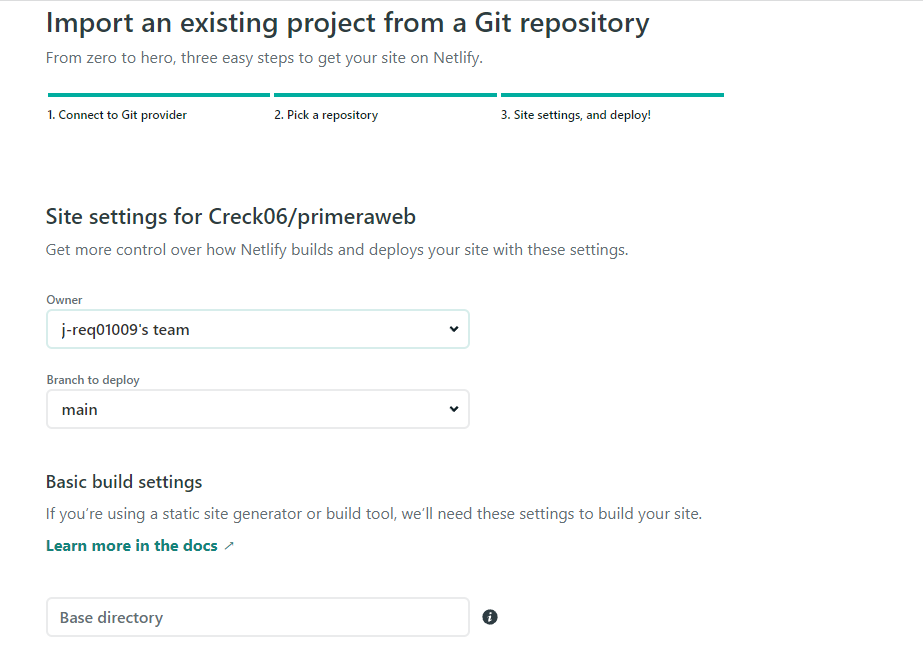 Import an existing project from a Git repository
From zero to hero, three easy steps to get your site on Netlify.
1. Connect to Git provider
2. Pick a repository
3. Site settings, and deploy!
Site settings for Creck06/primeraweb
Get more control over how Netlify builds and deploys your site with these settings.
Owner
j-req01009's team
Branch to deploy
main
Basic build settings
If you’re using a static site generator or build tool, we’ll need these settings to build your site.
Learn more in the docs ↗
Base directory